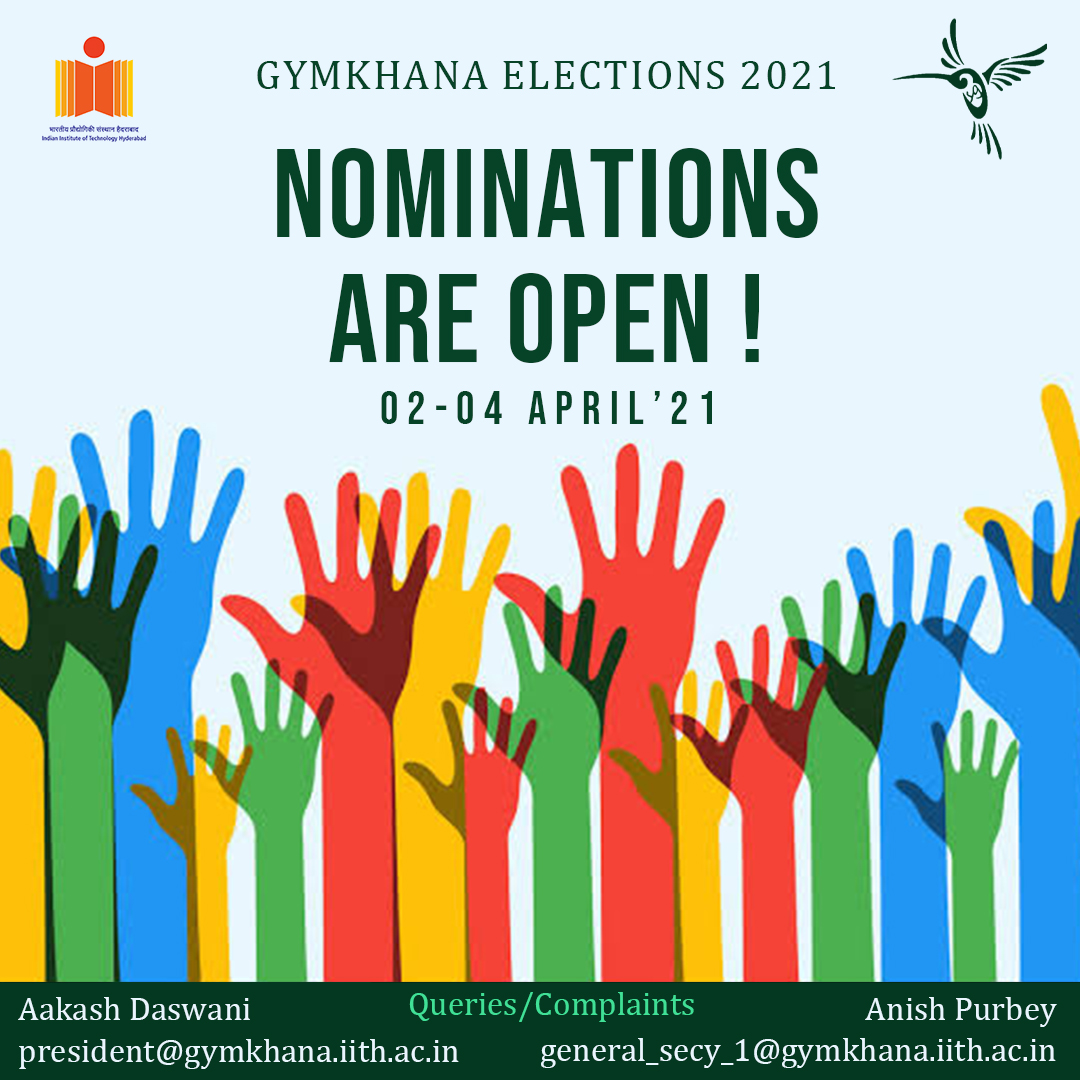 GYMKHANA ELECTIONS 2021
भारतीय प्रौद्योगिकी संस्थान हैदराबाद
Indian Institute of Technology Hyderabad
NOMINATIONS
ARE OPEN !
02-04 APRIL’21
Queries/Complaints
Aakash Daswani
president@gymkhana.iith.ac.in
Anish Purbey
general_secy_1@gymkhana.iith.ac.in